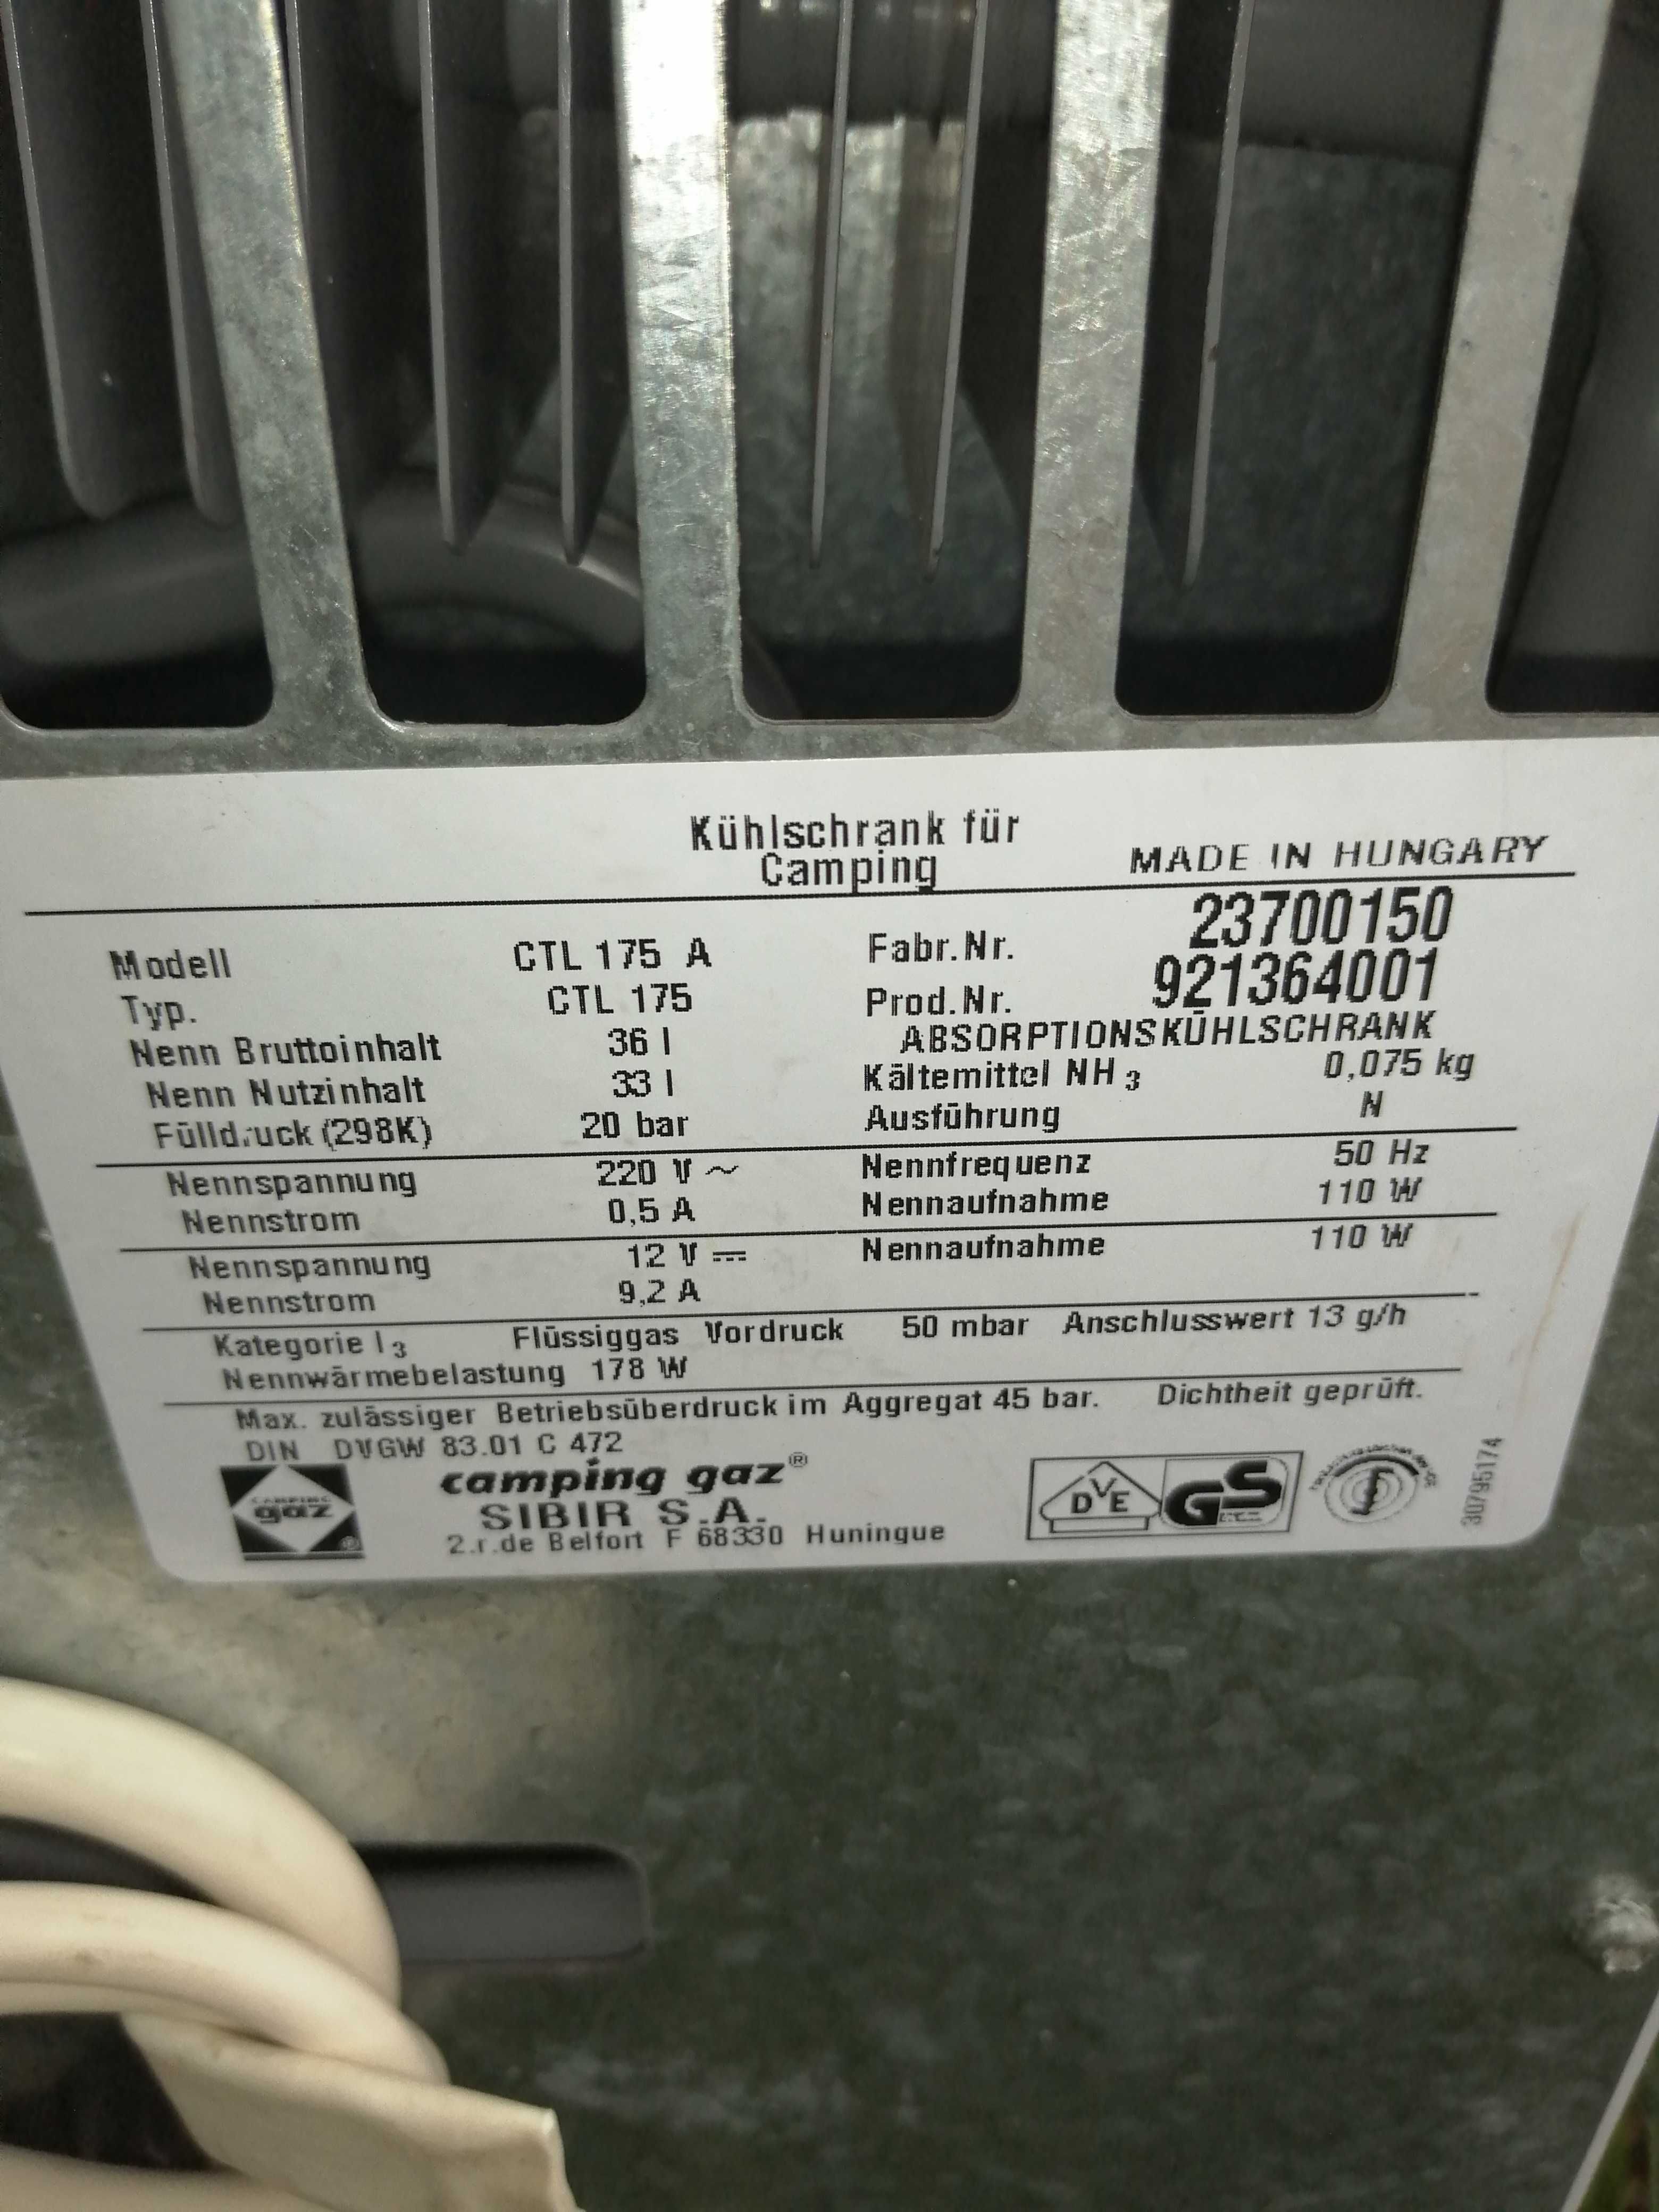 Kühlschrank für
Camping
MADE IN HUNGARY
Modell CTL 175 A Fabr.Nr. 23700150
Typ. CTL 175 Prod.Nr. 921364001
Nenn Bruttoinhalt 36 l ABSORPTIONSKÜHLSCHRANK
Nenn Nutzinhalt 33 l Kältemittel NH3 0,075 kg
Fülldruck (298K) 20 bar Ausführung N
Nennspannung 220 V ~ Nennfrequenz 50 Hz
Nennstrom 0,5 A Nennaufnahme 110 W
Nennspannung 12 V ⎓ Nennaufnahme 110 W
Nennstrom 9,2 A
Kategorie I3 Flüssiggas Vordruck 50 mbar Anschlusswert 13 g/h
Nennwärmebelastung 178 W
Max. zulässiger Betriebsüberdruck im Aggregat 45 bar. Dichtheit geprüft.
DIN DVGW 83.01 C 472
CAMPING
gaz®
camping gaz®
SIBIR S.A.
2.r.de Belfort F 68330 Huningue
DVE
GS
30795174